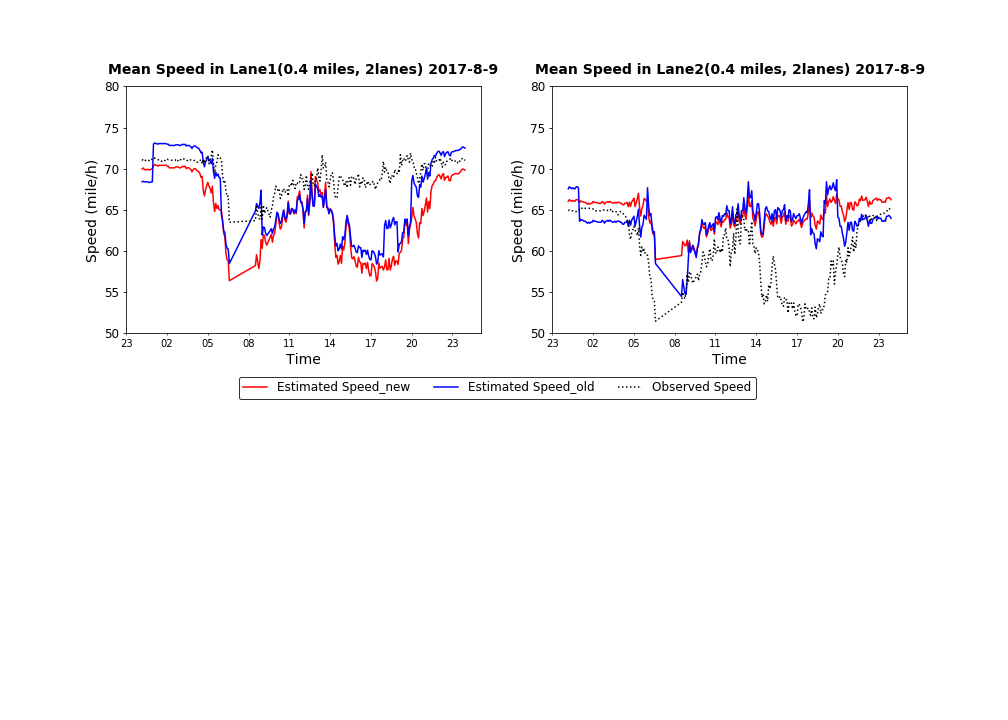 Mean Speed in Lane1(0.4 miles, 2lanes) 2017-8-9
80
75
70
65
60
55
50
Speed (mile/h)
23 02 05 08 11 14 17 20 23
Time
Mean Speed in Lane2(0.4 miles, 2lanes) 2017-8-9
80
75
70
65
60
55
50
Speed (mile/h)
23 02 05 08 11 14 17 20 23
Time
Estimated Speed_new Estimated Speed_old Observed Speed